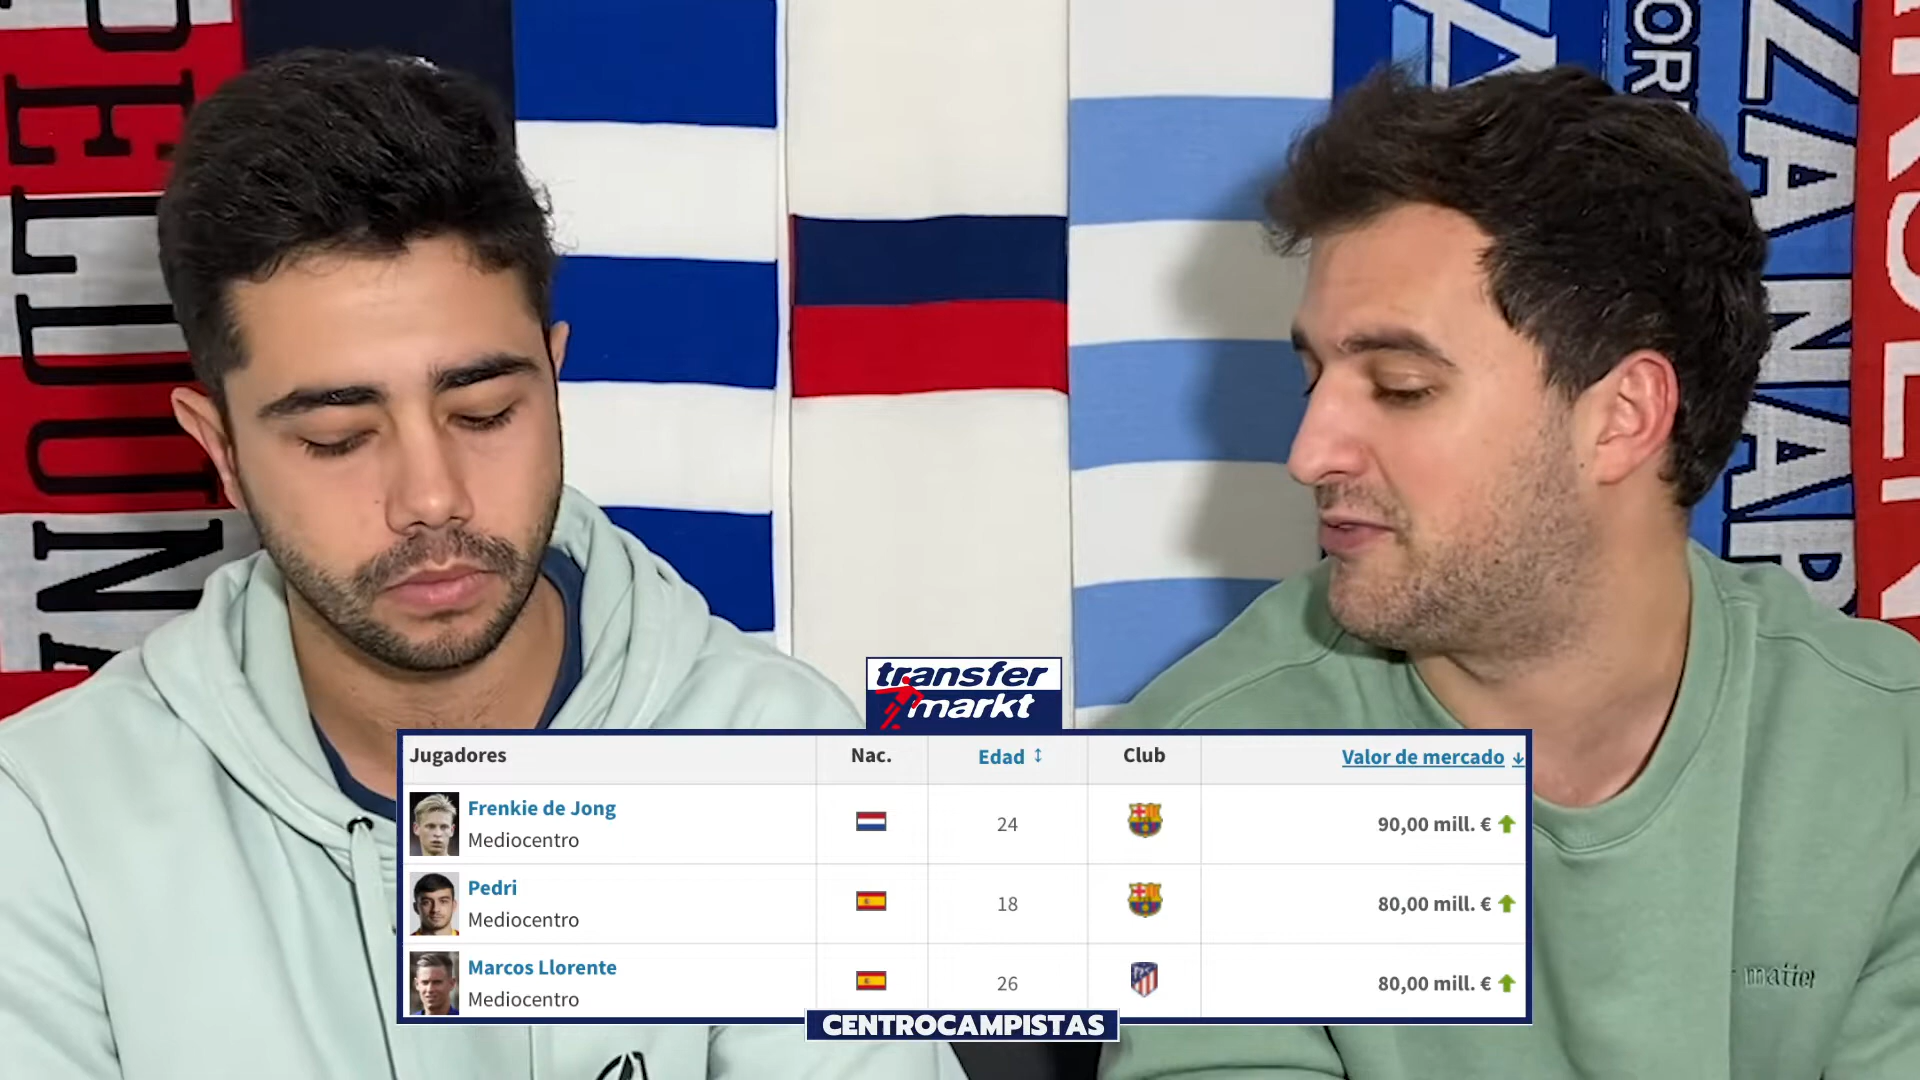 transfer
markt
Jugadores Nac. Edad Club Valor de mercado
Frenkie de Jong 24 90,00 mill. €
Mediocentro
Pedri 18 80,00 mill. €
Mediocentro
Marcos Llorente 26 80,00 mill. €
Mediocentro
CENTROCAMPISTAS
matier